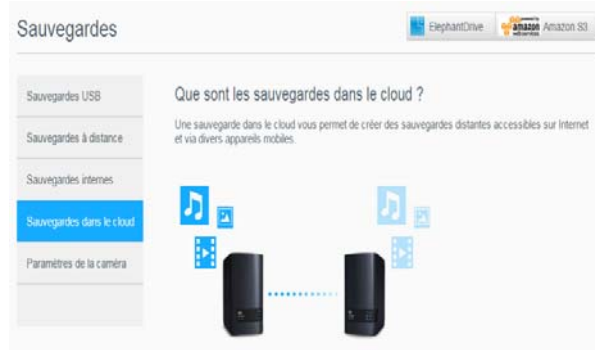 Sauvegardes
ElephantDrive
amazon Amazon S3
webservices
Sauvegardes USB
Sauvegardes à distance
Sauvegardes internes
Sauvegardes dans le cloud
Paramètres de la caméra
Que sont les sauvegardes dans le cloud ?
Une sauvegarde dans le cloud vous permet de créer des sauvegardes distantes accessibles sur Internet
et via divers appareils mobiles.